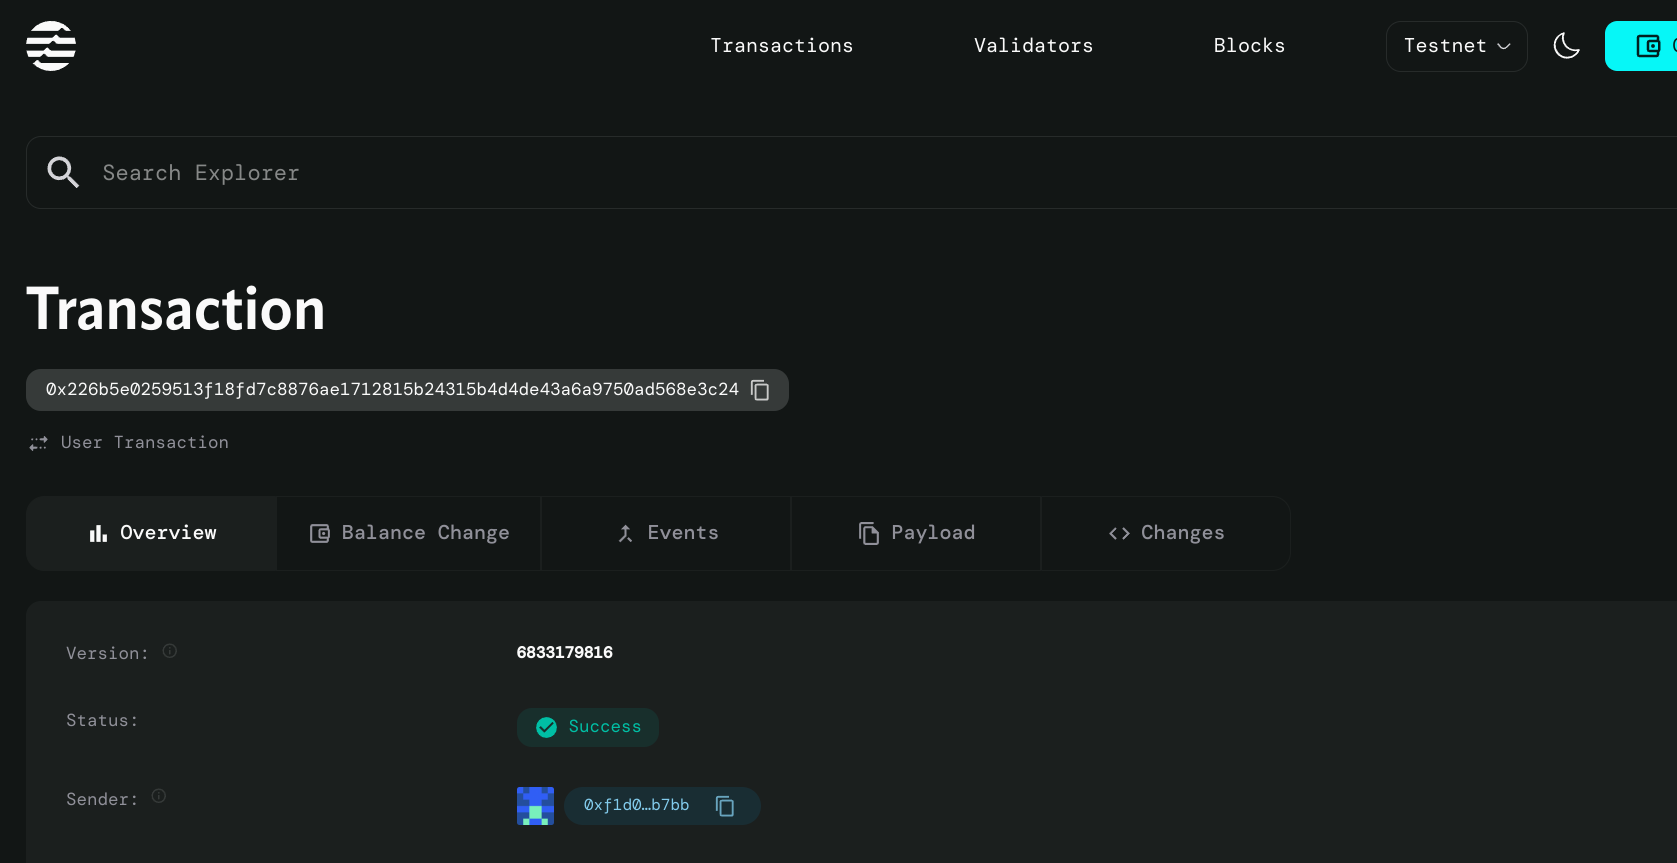 Transactions Validators Blocks Testnet
Search Explorer
Transaction
0x226b5e0259513f18fd7c8876ae1712815b24315b4d4de43a6a9750ad568e3c24
User Transaction
Overview Balance Change Events Payload Changes
Version: 6833179816
Status: Success
Sender: 0xf1d0…b7bb